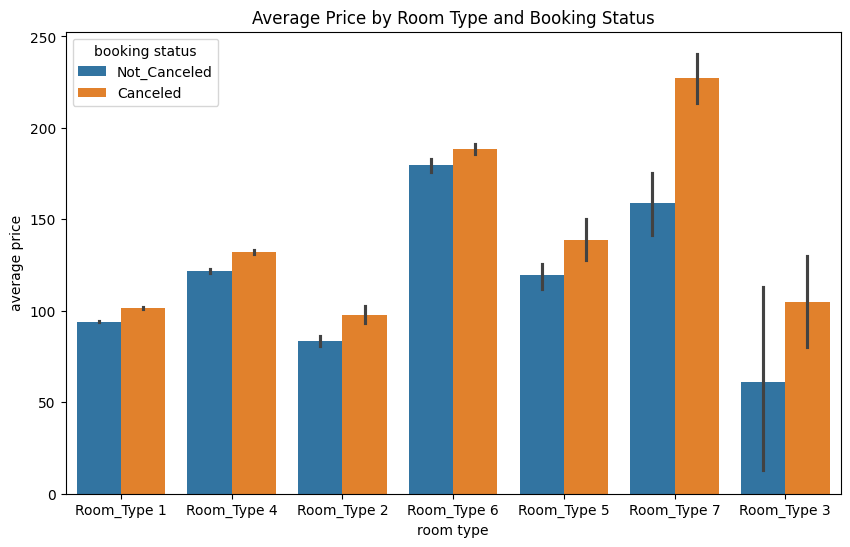 Average Price by Room Type and Booking Status
250
200
150
100
50
0
average price
booking status
Not_Canceled
Canceled
Room_Type 1
Room_Type 4
Room_Type 2
Room_Type 6
Room_Type 5
Room_Type 7
Room_Type 3
room type